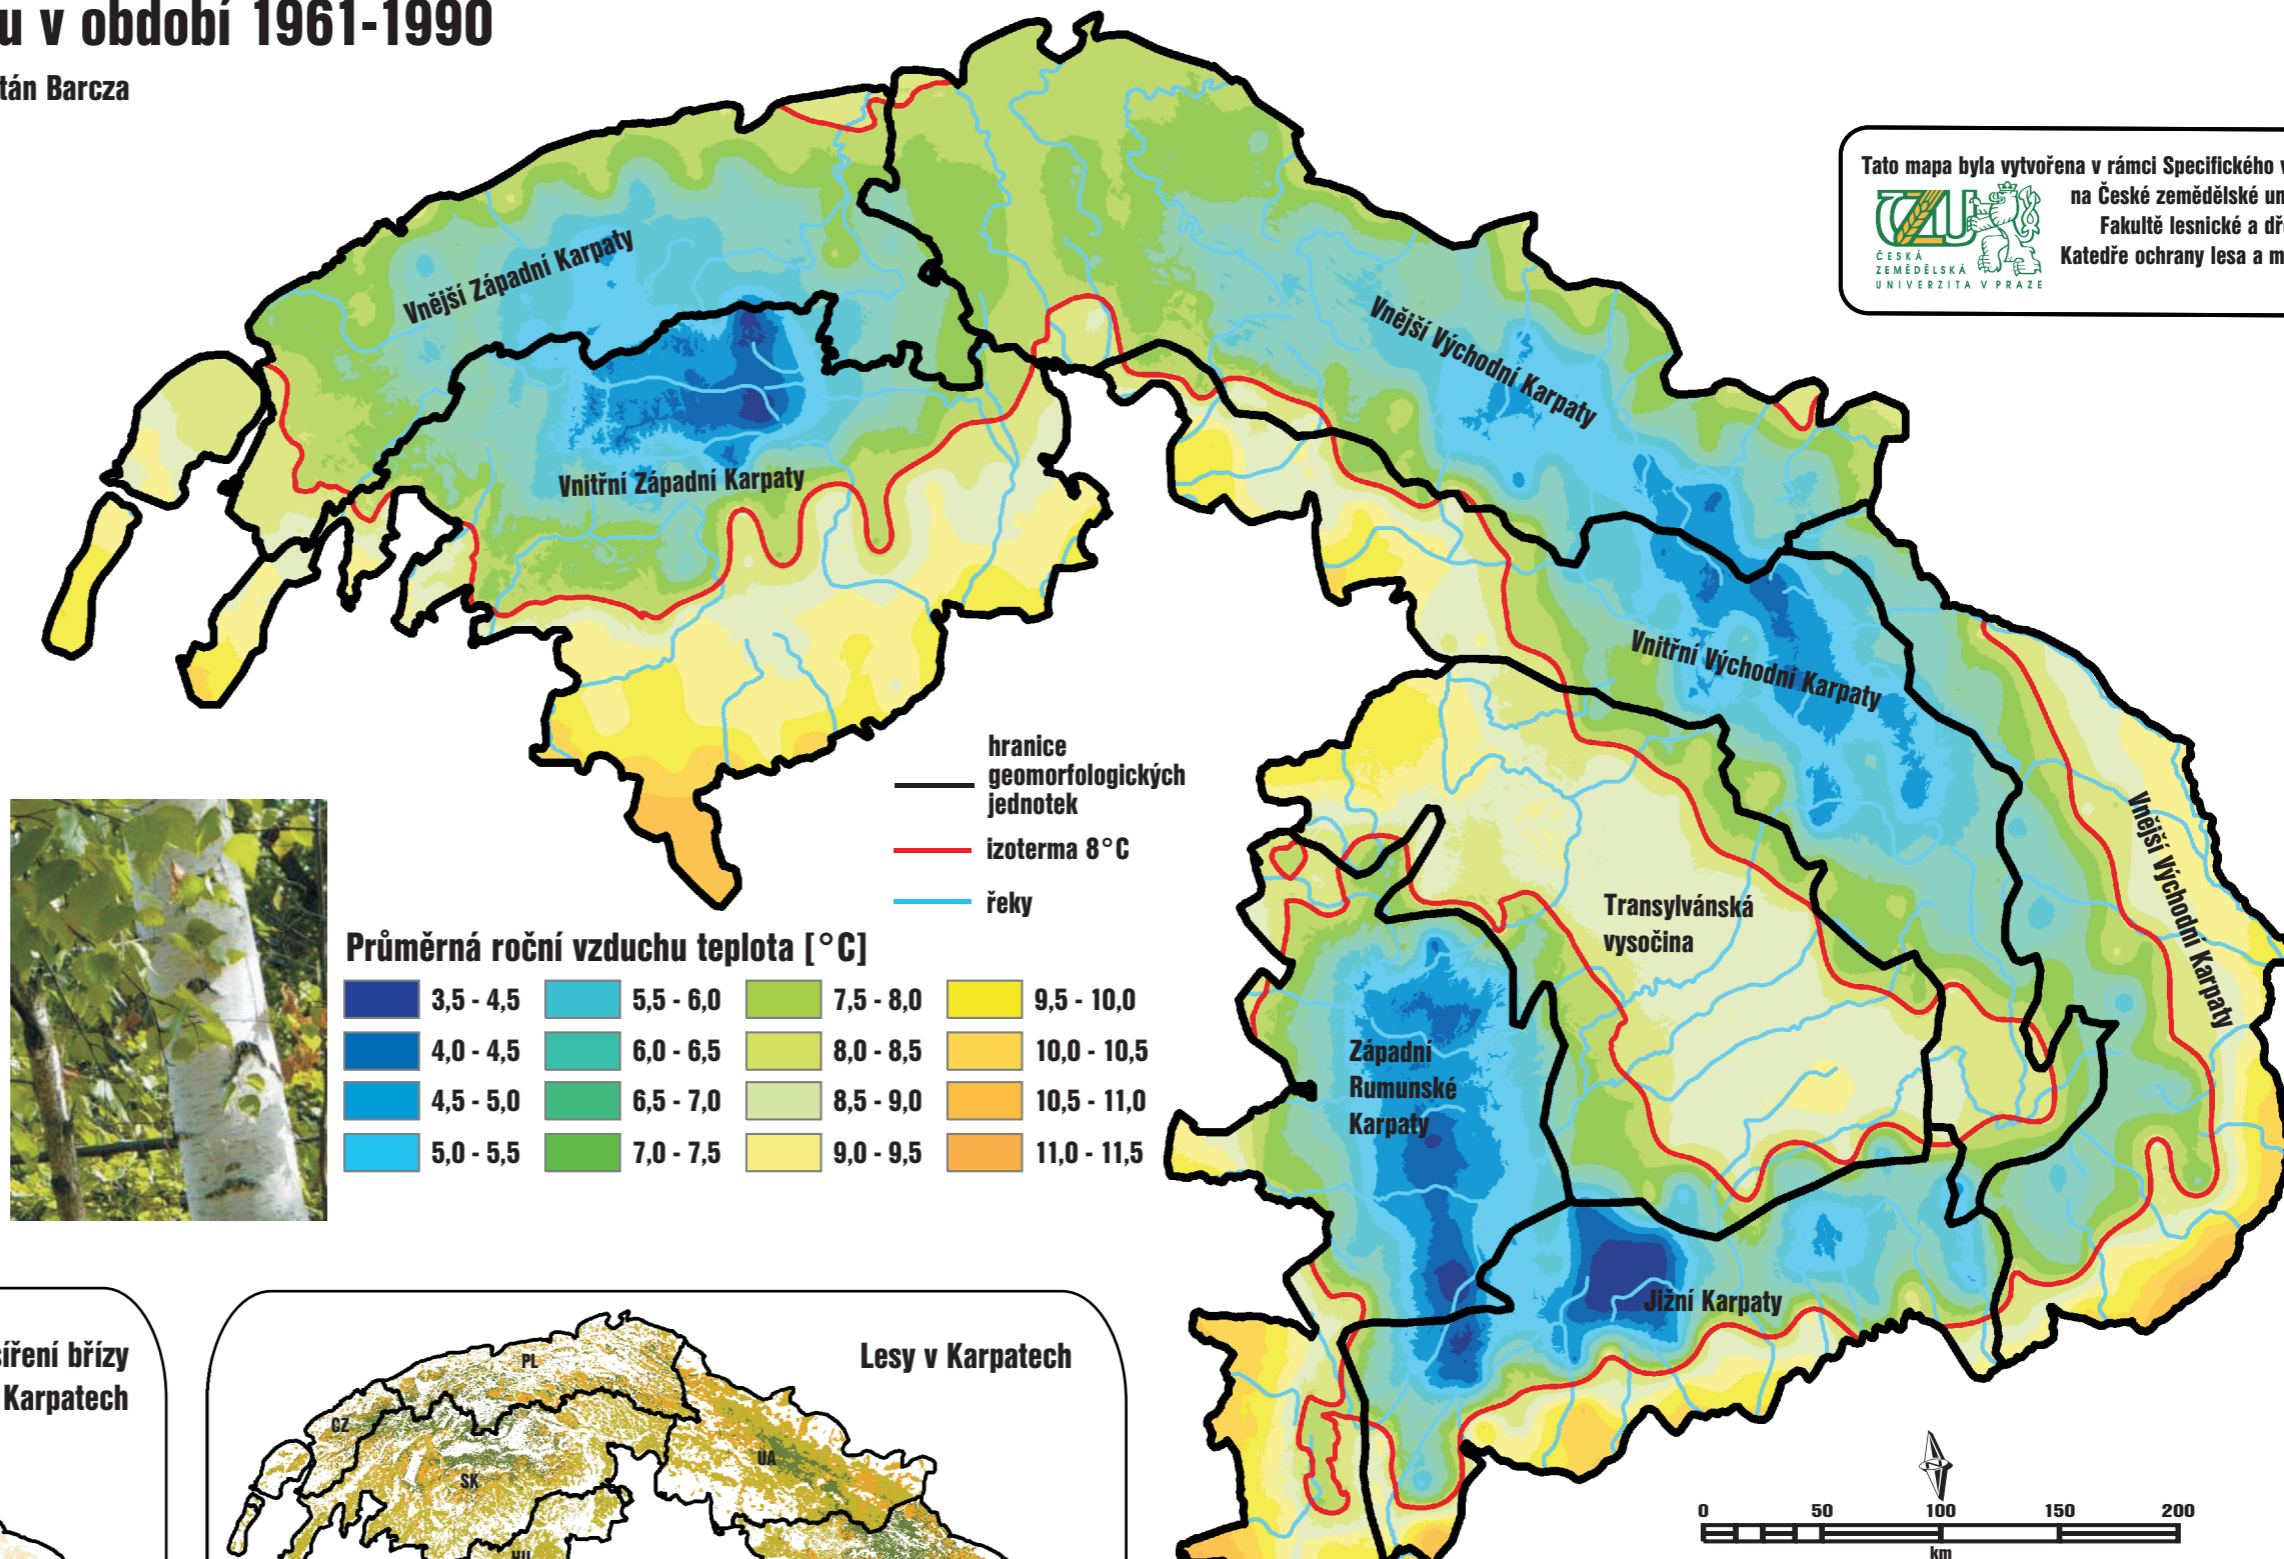 u v období 1961-1990
tán Barcza
Tato mapa byla vytvořena v rámci Specifického
na České zemědělské
Fakultě lesnické a
Katedře ochrany lesa a
ČZU
ČESKÁ
ZEMĚDĚLSKÁ
UNIVERZITA V PRAZE
Vnější Západní Karpaty
Vnitřní Západní Karpaty
Vnější Východní Karpaty
Vnitřní Východní Karpaty
Vnější Východní Karpaty
Transylvánská
vysočina
Západní
Rumunské
Karpaty
Jižní Karpaty
hranice
geomorfologických
jednotek
izoterma 8°C
řeky
Průměrná roční vzduchu teplota [°C]
3,5 - 4,5
4,0 - 4,5
4,5 - 5,0
5,0 - 5,5
5,5 - 6,0
6,0 - 6,5
6,5 - 7,0
7,0 - 7,5
7,5 - 8,0
8,0 - 8,5
8,5 - 9,0
9,0 - 9,5
9,5 - 10,0
10,0 - 10,5
10,5 - 11,0
11,0 - 11,5
íření břízy
Karpatech
Lesy v Karpatech
PL
CZ
SK
UA
HU
N
0 50 100 150 200
km